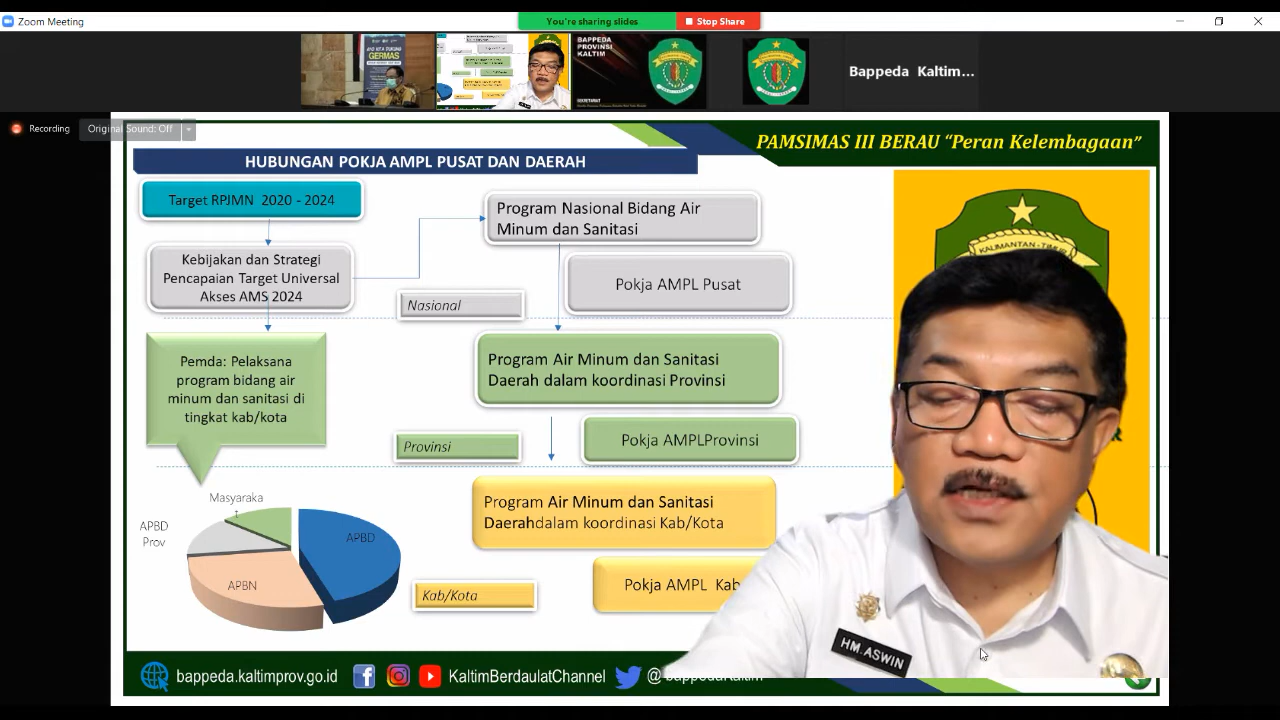 Zoom Meeting
You're sharing slides
Stop Share
AYO KITA DUKUNG
GERMAS
BAPPEDA
PROVINSI
KALTIM
Bappeda Kaltim...
Recording
Original Sound: Off
PAMSIMAS III BERAU “Peran Kelembagaan”
HUBUNGAN POKJA AMPL PUSAT DAN DAERAH
Target RPJMN 2020 - 2024
Program Nasional Bidang Air
Minum dan Sanitasi
Kebijakan dan Strategi
Pencapaian Target Universal
Akses AMS 2024
Pokja AMPL Pusat
Nasional
KALIMANTAN-TIMUR
Pemda: Pelaksana
program bidang air
minum dan sanitasi di
tingkat kab/kota
Program Air Minum dan Sanitasi
Daerah dalam koordinasi Provinsi
Pokja AMPLProvinsi
Provinsi
Program Air Minum dan Sanitasi
Daerahdalam koordinasi Kab/Kota
Masyaraka
t
APBD
Prov
APBD
APBN
Pokja AMPL Kab
Kab/Kota
HM.ASWIN
bappeda.kaltimprov.go.id
KaltimBerdaulatChannel
@bappedaKaltim